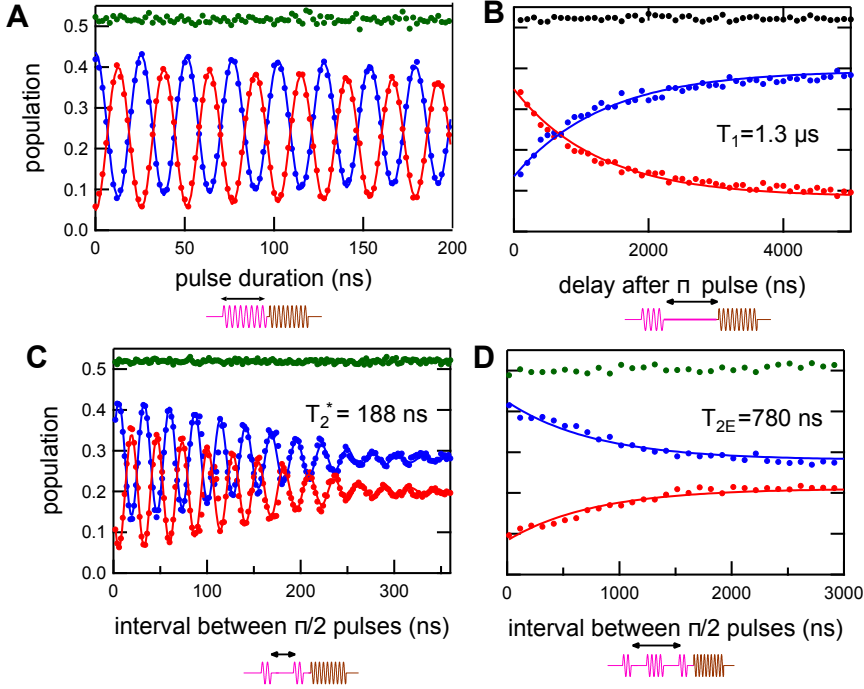 A
0.5
0.4
0.3
0.2
0.1
0.0
population
0
50
100
150
200
pulse duration (ns)
B
T1=1.3 µs
0
2000
4000
delay after π pulse (ns)
C
0.5
0.4
0.3
0.2
0.1
0.0
population
T2* = 188 ns
0
100
200
300
interval between π/2 pulses (ns)
D
T2E=780 ns
0
1000
2000
3000
interval between π/2 pulses (ns)